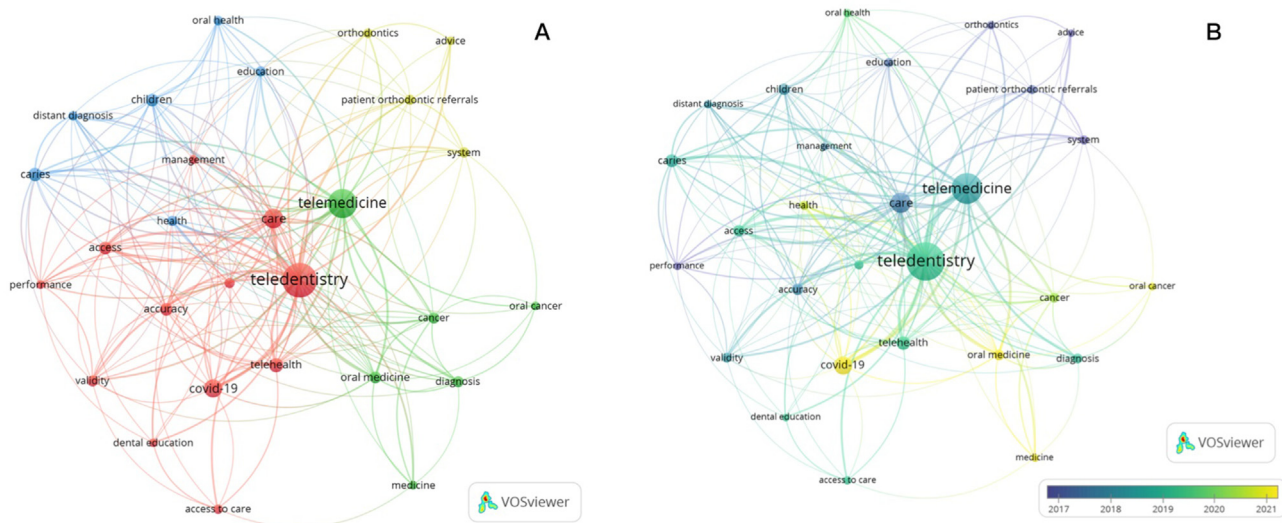 A
oral health
orthodontics
advice
education
children
patient orthodontic referrals
distant diagnosis
management
system
caries
telemedicine
care
health
access
teledentistry
performance
accuracy
oral cancer
cancer
telehealth
oral medicine
diagnosis
validity
covid-19
dental education
medicine
access to care
VOSviewer
B
oral health
orthodontics
advice
education
children
patient orthodontic referrals
distant diagnosis
system
management
caries
telemedicine
care
health
access
teledentistry
performance
accuracy
oral cancer
cancer
telehealth
oral medicine
diagnosis
validity
covid-19
dental education
medicine
access to care
VOSviewer
2017 2018 2019 2020 2021